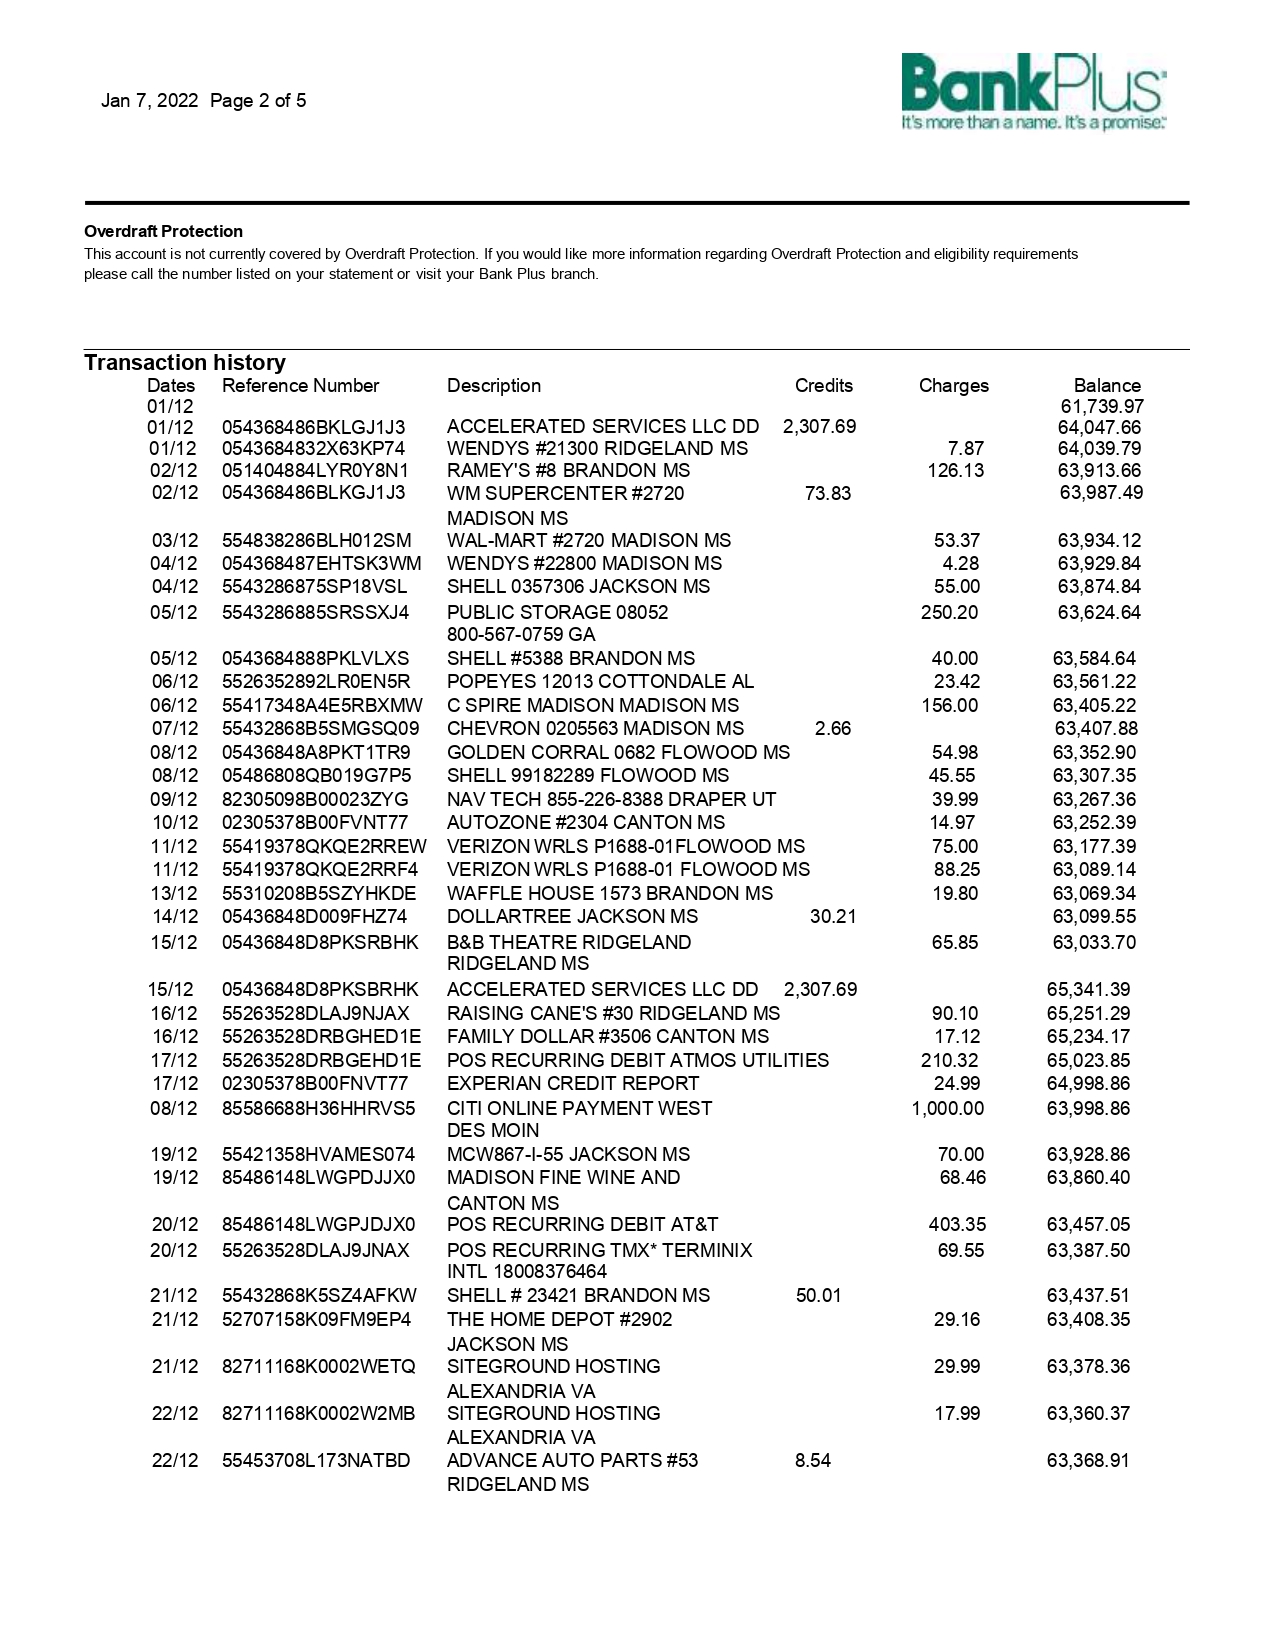 Jan 7, 2022 Page 2 of 5
BankPlus
It's more than a name. It's a promise.
Overdraft Protection
This account is not currently covered by Overdraft Protection. If you would like more information regarding Overdraft Protection and eligibility requirements
please call the number listed on your statement or visit your Bank Plus branch.
Transaction history
Dates Reference Number Description Credits Charges Balance
01/12 61,739.97
01/12 054368486BKLGJ1J3 ACCELERATED SERVICES LLC DD 2,307.69 64,047.66
01/12 0543684832X63KP74 WENDYS #21300 RIDGELAND MS 7.87 64,039.79
02/12 051404884LYR0Y8N1 RAMEY'S #8 BRANDON MS 126.13 63,913.66
02/12 054368486BLKGJ1J3 WM SUPERCENTER #2720 73.83 63,987.49
MADISON MS
03/12 554838286BLH012SM WAL-MART #2720 MADISON MS 53.37 63,934.12
04/12 054368487EHTSK3WM WENDYS #22800 MADISON MS 4.28 63,929.84
04/12 5543286875SP18VSL SHELL 0357306 JACKSON MS 55.00 63,874.84
05/12 5543286885SRSSXJ4 PUBLIC STORAGE 08052 250.20 63,624.64
800-567-0759 GA
05/12 0543684888PKLVLXS SHELL #5388 BRANDON MS 40.00 63,584.64
06/12 5526352892LR0EN5R POPEYES 12013 COTTONDALE AL 23.42 63,561.22
06/12 55417348A4E5RBXMW C SPIRE MADISON MADISON MS 156.00 63,405.22
07/12 55432868B5SMGSQ09 CHEVRON 0205563 MADISON MS 2.66 63,407.88
08/12 05436848A8PKT1TR9 GOLDEN CORRAL 0682 FLOWOOD MS 54.98 63,352.90
08/12 05486808QB019G7P5 SHELL 99182289 FLOWOOD MS 45.55 63,307.35
09/12 82305098B00023ZYG NAV TECH 855-226-8388 DRAPER UT 39.99 63,267.36
10/12 02305378B00FVNT77 AUTOZONE #2304 CANTON MS 14.97 63,252.39
11/12 55419378QKQE2RREW VERIZON WRLS P1688-01FLOWOOD MS 75.00 63,177.39
11/12 55419378QKQE2RRF4 VERIZON WRLS P1688-01 FLOWOOD MS 88.25 63,089.14
13/12 55310208B5SZYHKDE WAFFLE HOUSE 1573 BRANDON MS 19.80 63,069.34
14/12 05436848D009FHZ74 DOLLARTREE JACKSON MS 30.21 63,099.55
15/12 05436848D8PKSRBHK B&B THEATRE RIDGELAND 65.85 63,033.70
RIDGELAND MS
15/12 05436848D8PKSBRHK ACCELERATED SERVICES LLC DD 2,307.69 65,341.39
16/12 55263528DLAJ9NJAX RAISING CANE'S #30 RIDGELAND MS 90.10 65,251.29
16/12 55263528DRBGHED1E FAMILY DOLLAR #3506 CANTON MS 17.12 65,234.17
17/12 55263528DRBGEHD1E POS RECURRING DEBIT ATMOS UTILITIES 210.32 65,023.85
17/12 02305378B00FNVT77 EXPERIAN CREDIT REPORT 24.99 64,998.86
08/12 85586688H36HHRVS5 CITI ONLINE PAYMENT WEST 1,000.00 63,998.86
DES MOIN
19/12 55421358HVAMES074 MCW867-I-55 JACKSON MS 70.00 63,928.86
19/12 85486148LWGPDJJX0 MADISON FINE WINE AND 68.46 63,860.40
CANTON MS
20/12 85486148LWGPJDJX0 POS RECURRING DEBIT AT&T 403.35 63,457.05
20/12 55263528DLAJ9JNAX POS RECURRING TMX* TERMINIX 69.55 63,387.50
INTL 18008376464
21/12 55432868K5SZ4AFKW SHELL # 23421 BRANDON MS 50.01 63,437.51
21/12 52707158K09FM9EP4 THE HOME DEPOT #2902 29.16 63,408.35
JACKSON MS
21/12 82711168K0002WETQ SITEGROUND HOSTING 29.99 63,378.36
ALEXANDRIA VA
22/12 82711168K0002W2MB SITEGROUND HOSTING 17.99 63,360.37
ALEXANDRIA VA
22/12 55453708L173NATBD ADVANCE AUTO PARTS #53 8.54 63,368.91
RIDGELAND MS